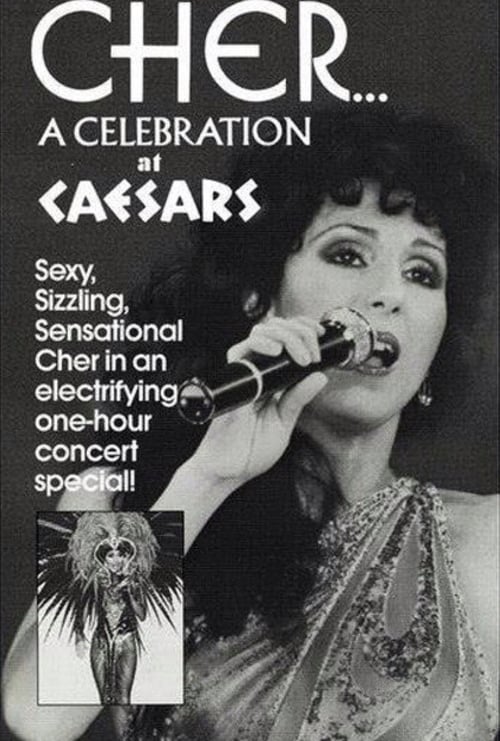 CHER...
A CELEBRATION
at
CAESARS
Sexy,
Sizzling,
Sensational
Cher in an
electrifying
one-hour
concert
special!